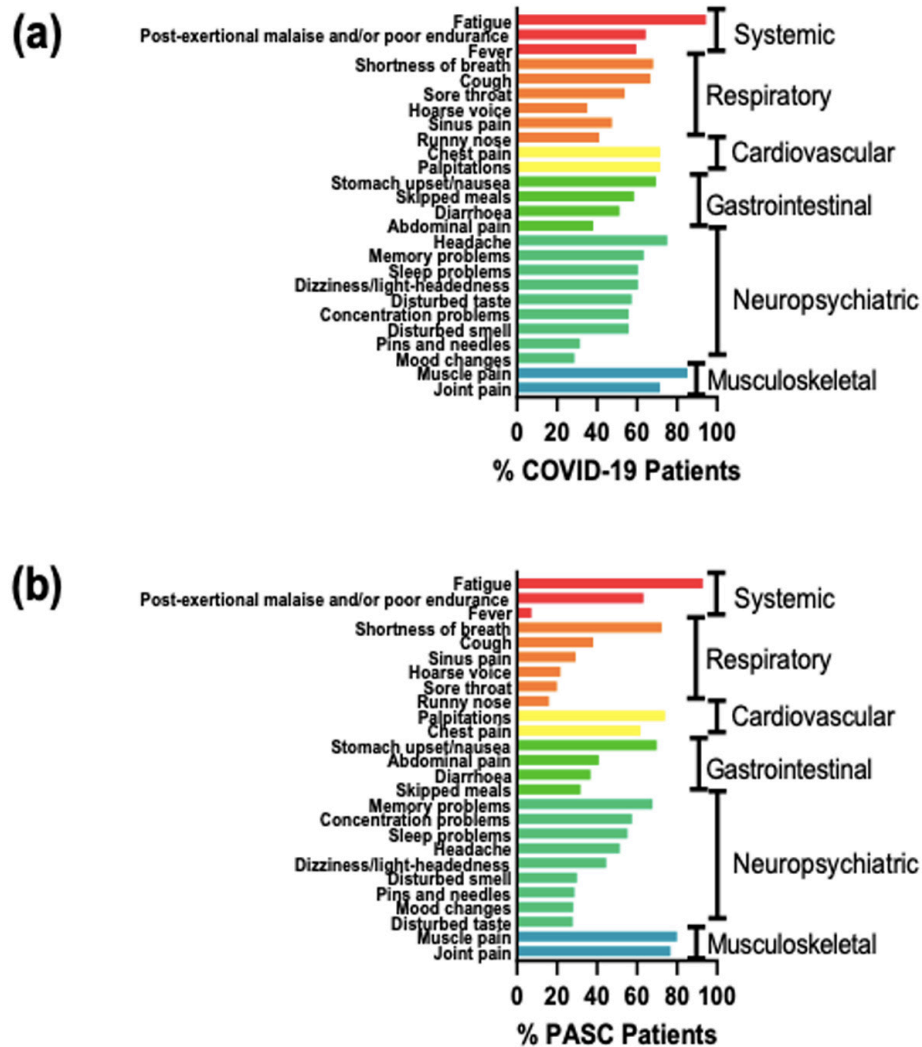 (a)
Fatigue
Post-exertional malaise and/or poor endurance
Fever
Systemic
Shortness of breath
Cough
Sore throat
Hoarse voice
Sinus pain
Runny nose
Respiratory
Chest pain
Palpitations
Cardiovascular
Stomach upset/nausea
Skipped meals
Diarrhoea
Abdominal pain
Gastrointestinal
Headache
Memory problems
Sleep problems
Dizziness/light-headedness
Disturbed taste
Concentration problems
Disturbed smell
Pins and needles
Mood changes
Neuropsychiatric
Muscle pain
Joint pain
Musculoskeletal
0 20 40 60 80 100
% COVID-19 Patients
(b)
Fatigue
Post-exertional malaise and/or poor endurance
Fever
Systemic
Shortness of breath
Cough
Sinus pain
Hoarse voice
Sore throat
Runny nose
Respiratory
Palpitations
Chest pain
Cardiovascular
Stomach upset/nausea
Abdominal pain
Diarrhoea
Skipped meals
Gastrointestinal
Memory problems
Concentration problems
Sleep problems
Headache
Dizziness/light-headedness
Disturbed smell
Pins and needles
Mood changes
Disturbed taste
Neuropsychiatric
Muscle pain
Joint pain
Musculoskeletal
0 20 40 60 80 100
% PASC Patients